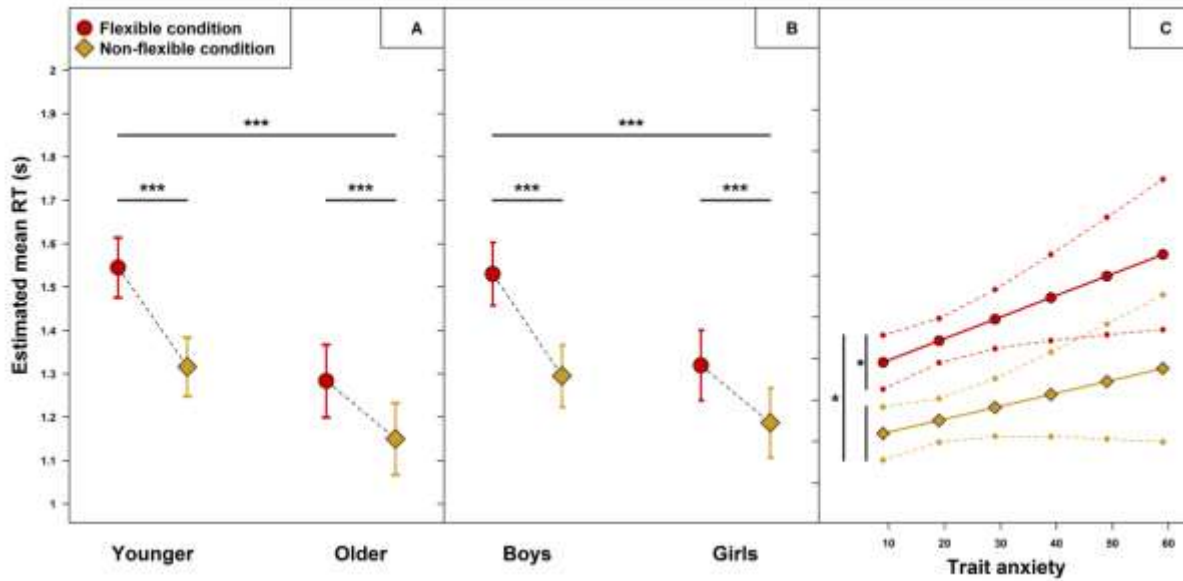 Flexible condition
Non-flexible condition
A
B
C
Estimated mean RT (s)
2
1.9
1.8
1.7
1.6
1.5
1.4
1.3
1.2
1.1
1
***
*** ***
***
*** ***
*
*
Younger Older Boys Girls
10 20 30 40 50 60
Trait anxiety